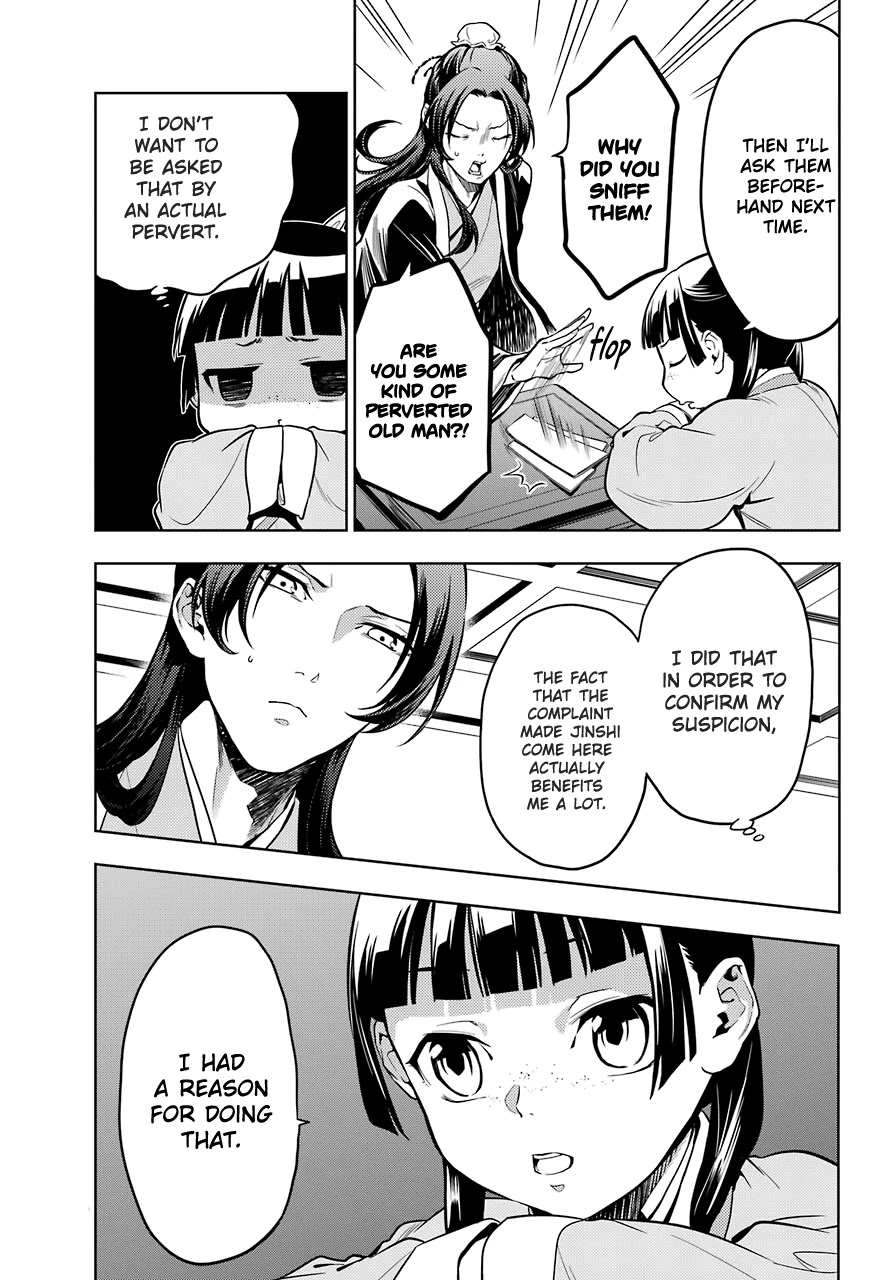 THEN I'LL
ASK THEM
BEFORE-
HAND NEXT
TIME.
WHY
DID YOU
SNIFF
THEM!
flop
ARE
YOU SOME
KIND OF
PERVERTED
OLD MAN?!
I DON'T
WANT TO
BE ASKED
THAT BY
AN ACTUAL
PERVERT.
I DID THAT
IN ORDER TO
CONFIRM MY
SUSPICION,
THE FACT
THAT THE
COMPLAINT
MADE JINSHI
COME HERE
ACTUALLY
BENEFITS
ME A LOT.
I HAD
A REASON
FOR DOING
THAT.